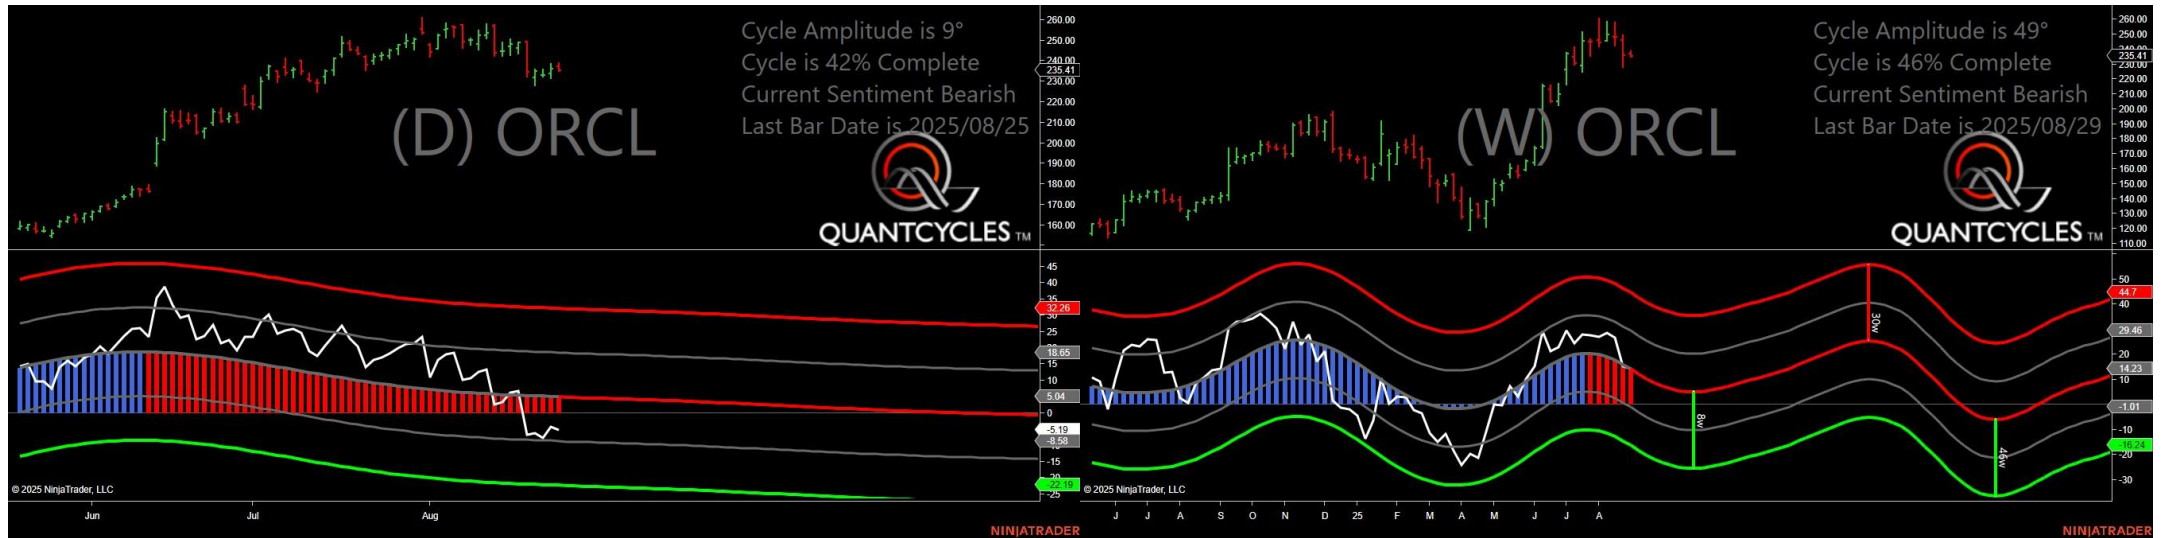 Cycle Amplitude is 9°
Cycle is 42% Complete
Current Sentiment Bearish
Last Bar Date is 2025/08/25
(D) ORCL
QUANTCYCLES TM
260.00
250.00
240.00
235.41
230.00
220.00
210.00
200.00
190.00
180.00
170.00
160.00
45
40
35
32.26
30
25
18.65
15
10
5.04
0
-5.19
-8.58
-15
-20
-22.19
-25
© 2025 NinjaTrader, LLC
Jun
Jul
Aug
NINJATRADER
Cycle Amplitude is 49°
Cycle is 46% Complete
Current Sentiment Bearish
Last Bar Date is 2025/08/29
(W) ORCL
QUANTCYCLES TM
260.00
250.00
240.00
235.41
230.00
220.00
210.00
200.00
190.00
180.00
170.00
160.00
150.00
140.00
130.00
120.00
110.00
50
44.7
40
29.46
20
14.23
10
-1.01
-10
-16.24
-20
-30
30w
8w
46w
© 2025 NinjaTrader, LLC
J J A S O N D 25 F M A M J J A
NINJATRADER